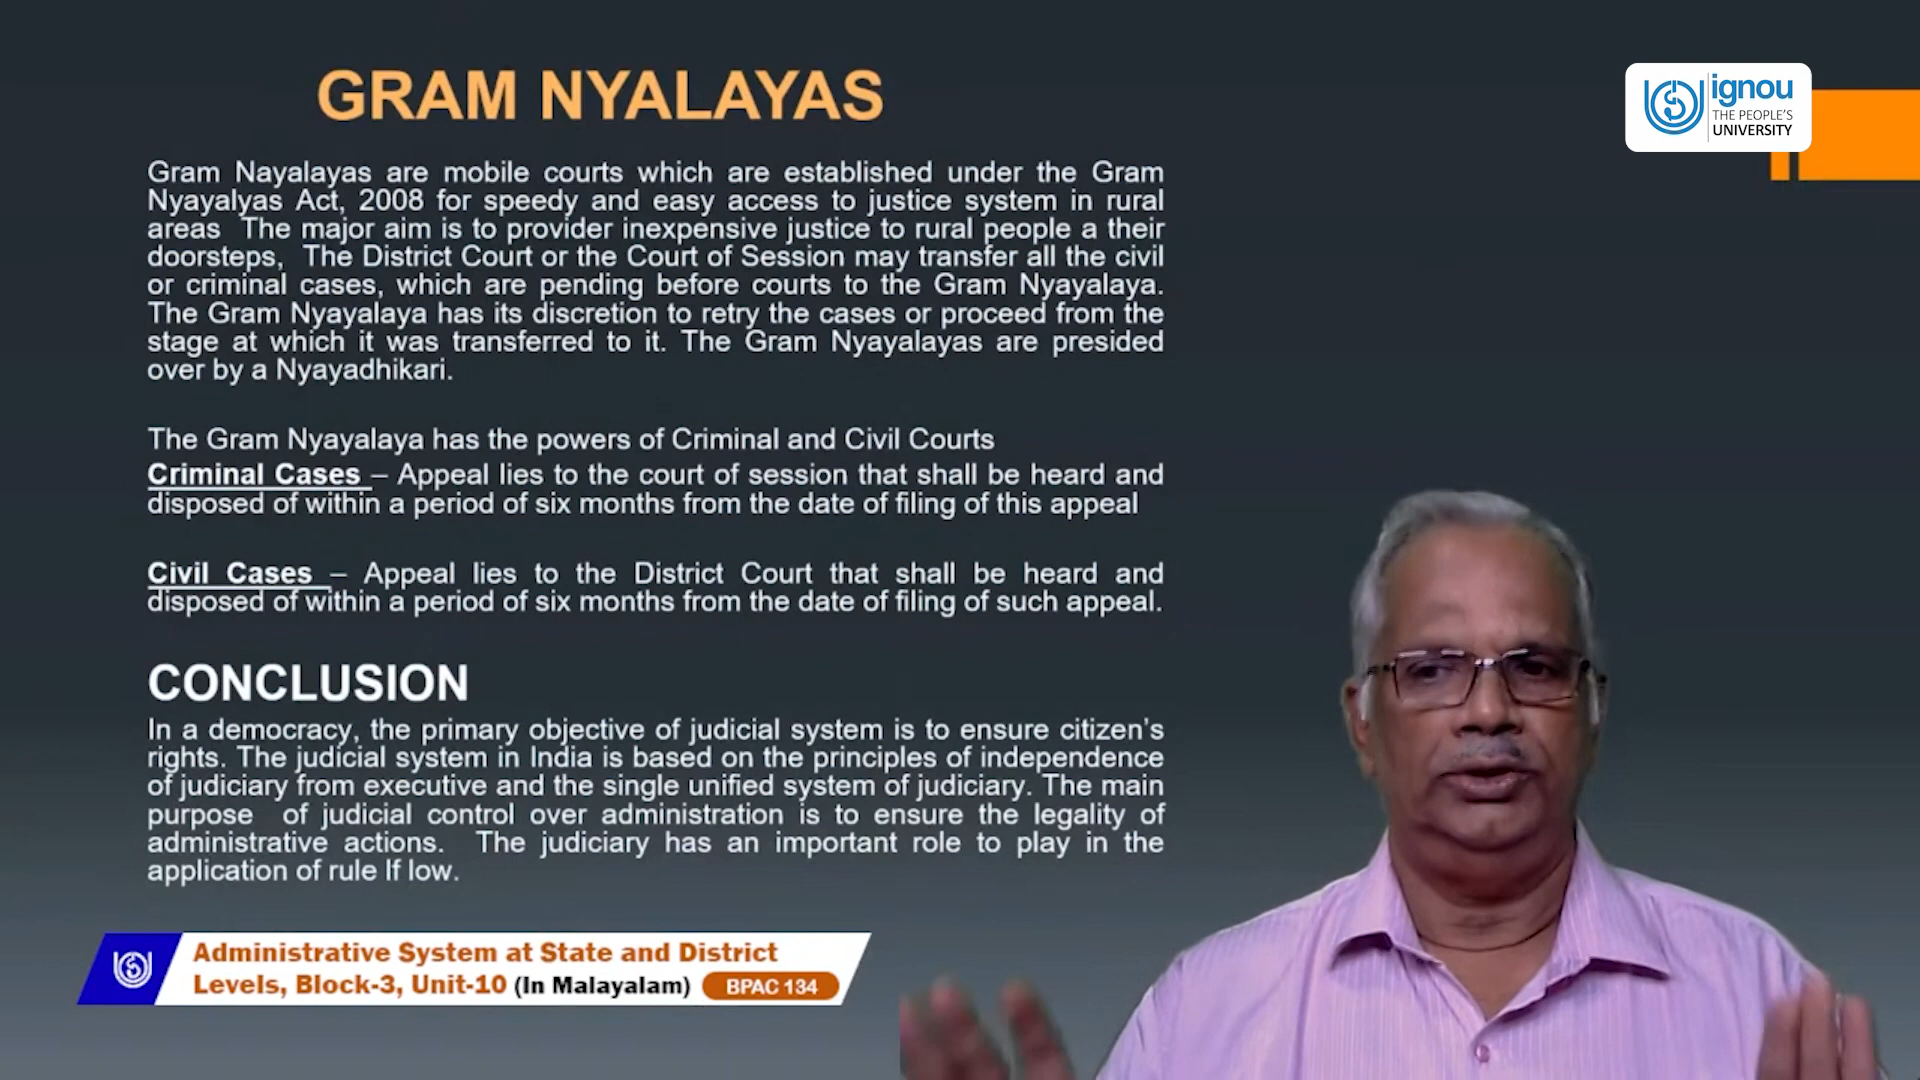 GRAM NYALAYAS
ignou
THE PEOPLE'S
UNIVERSITY
Gram Nayalayas are mobile courts which are established under the Gram
Nyayalyas Act, 2008 for speedy and easy access to justice system in rural
areas The major aim is to provider inexpensive justice to rural people a their
doorsteps, The District Court or the Court of Session may transfer all the civil
or criminal cases, which are pending before courts to the Gram Nyayalaya.
The Gram Nyayalaya has its discretion to retry the cases or proceed from the
stage at which it was transferred to it. The Gram Nyayalayas are presided
over by a Nyayadhikari.
The Gram Nyayalaya has the powers of Criminal and Civil Courts
Criminal Cases – Appeal lies to the court of session that shall be heard and
disposed of within a period of six months from the date of filing of this appeal
Civil Cases – Appeal lies to the District Court that shall be heard and
disposed of within a period of six months from the date of filing of such appeal.
CONCLUSION
In a democracy, the primary objective of judicial system is to ensure citizen's
rights. The judicial system in India is based on the principles of independence
of judiciary from executive and the single unified system of judiciary. The main
purpose of judicial control over administration is to ensure the legality of
administrative actions. The judiciary has an important role to play in the
application of rule If low.
Administrative System at State and District
Levels, Block-3, Unit-10 (In Malayalam) BPAC 134